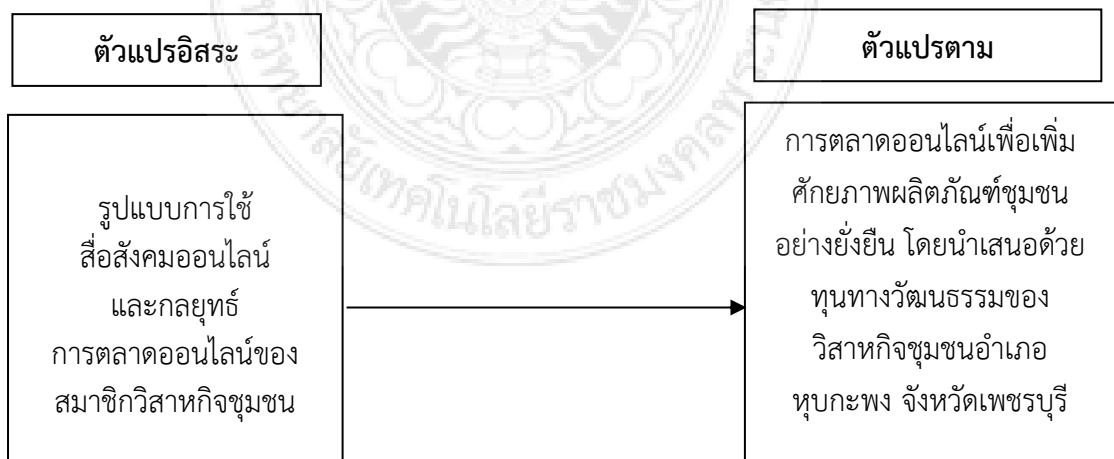 ตัวแปรอิสระ
รูปแบบการใช้
สื่อสังคมออนไลน์
และกลยุทธ์
การตลาดออนไลน์ของ
สมาชิกวิสาหกิจชุมชน
ตัวแปรตาม
การตลาดออนไลน์เพื่อเพิ่ม
ศักยภาพผลิตภัณฑ์ชุมชน
อย่างยั่งยืน โดยนำเสนอด้วย
ทุนทางวัฒนธรรมของ
วิสาหกิจชุมชนอำเภอ
หุบกะพง จังหวัดเพชรบุรี